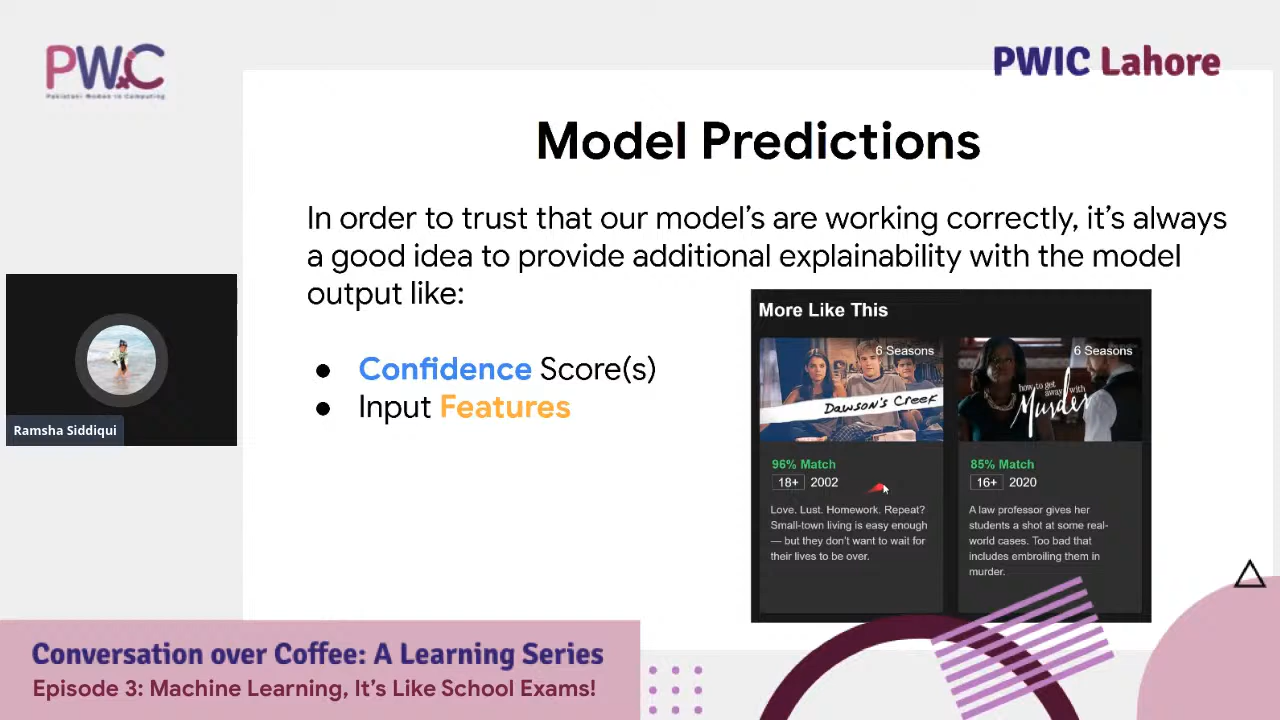 PWiC
Pakistani Women in Computing
PWIC Lahore
Model Predictions
In order to trust that our model’s are working correctly, it’s always
a good idea to provide additional explainability with the model
output like:
● Confidence Score(s)
● Input Features
Ramsha Siddiqui
More Like This
6 Seasons
DAWSON'S CREEK
96% Match
18+ 2002
Love. Lust. Homework. Repeat?
Small-town living is easy enough
— but they don't want to wait for
their lives to be over.
6 Seasons
how to get
away with
Murder
85% Match
16+ 2020
A law professor gives her
students a shot at some real-
world cases. Too bad that
includes embroiling them in
murder.
Conversation over Coffee: A Learning Series
Episode 3: Machine Learning, It’s Like School Exams!